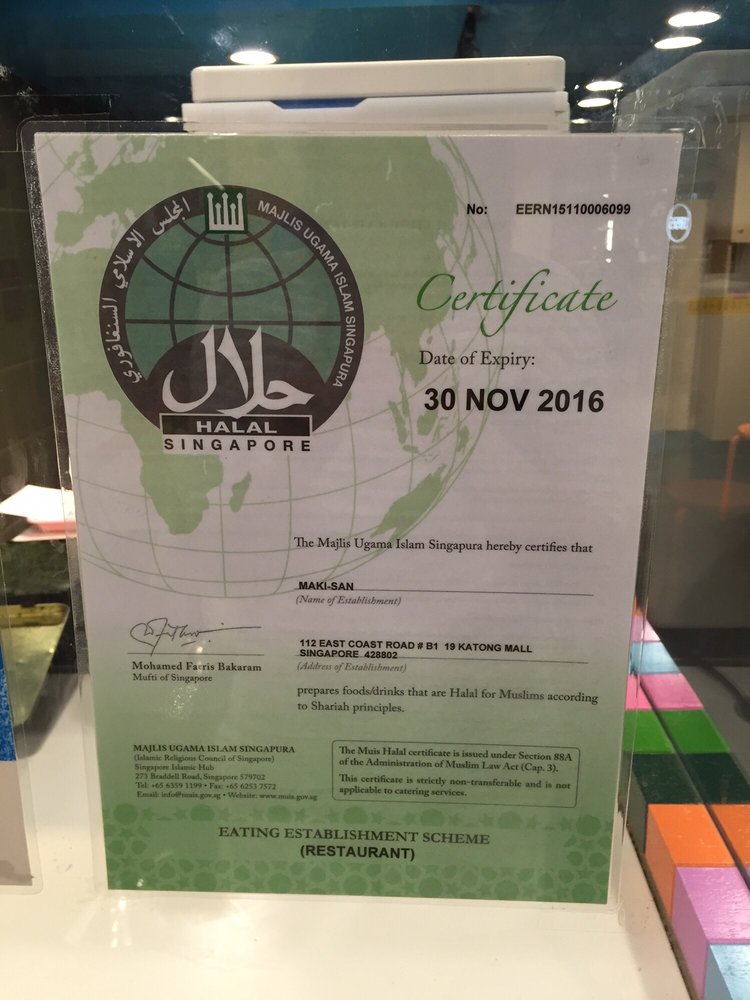 No: EERN15110006099
المجلس الاسلامي السنغافوري
MAJLIS UGAMA ISLAM SINGAPURA
حلال
HALAL
SINGAPORE
Certificate
Date of Expiry:
30 NOV 2016
The Majlis Ugama Islam Singapura hereby certifies that
MAKI-SAN
(Name of Establishment)
112 EAST COAST ROAD # B1 19 KATONG MALL
SINGAPORE 428802
(Address of Establishment)
Mohamed Fatris Bakaram
Mufti of Singapore
prepares foods/drinks that are Halal for Muslims according
to Shariah principles.
MAJLIS UGAMA ISLAM SINGAPURA
(Islamic Religious Council of Singapore)
Singapore Islamic Hub
273 Braddell Road, Singapore 579702
Tel: +65 6359 1199 • Fax: +65 6253 7572
Email: info@muis.gov.sg • Website: www.muis.gov.sg
The Muis Halal certificate is issued under Section 88A
of the Administration of Muslim Law Act (Cap. 3).
This certificate is strictly non-transferable and is not
applicable to catering services.
EATING ESTABLISHMENT SCHEME
(RESTAURANT)